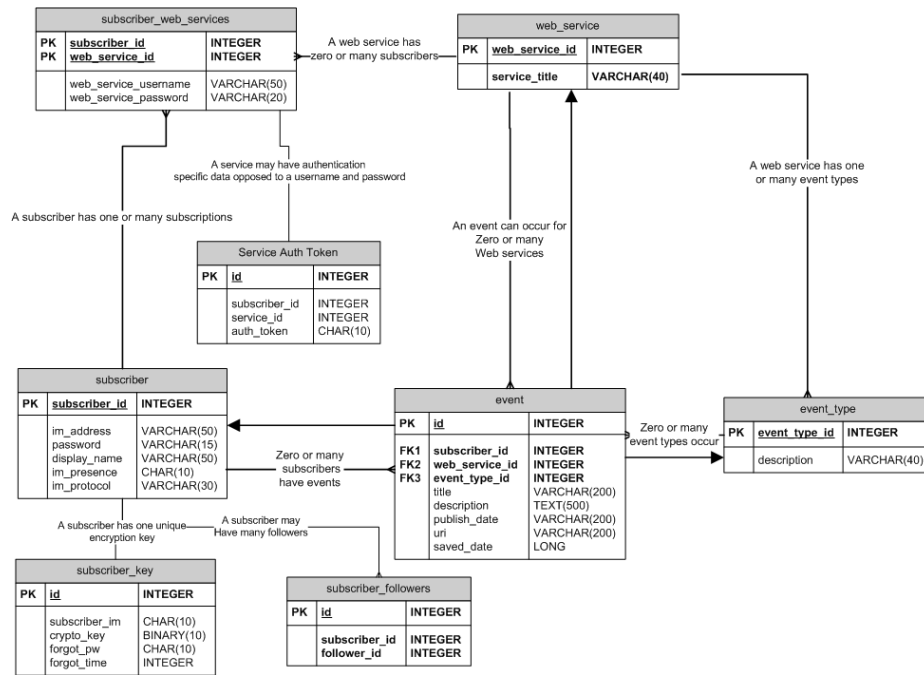 subscriber_web_services
PK subscriber_id INTEGER
PK web_service_id INTEGER
web_service_username VARCHAR(50)
web_service_password VARCHAR(20)
A web service has
zero or many subscribers
web_service
PK web_service_id INTEGER
service_title VARCHAR(40)
A service may have authentication
specific data opposed to a username and password
A web service has one
or many event types
A subscriber has one or many subscriptions
An event can occur for
Zero or many
Web services
Service Auth Token
PK id INTEGER
subscriber_id INTEGER
service_id INTEGER
auth_token CHAR(10)
subscriber
PK subscriber_id INTEGER
im_address VARCHAR(50)
password VARCHAR(15)
display_name VARCHAR(50)
im_presence CHAR(10)
im_protocol VARCHAR(30)
Zero or many
subscribers
have events
event
PK id INTEGER
FK1 subscriber_id INTEGER
FK2 web_service_id INTEGER
FK3 event_type_id INTEGER
title VARCHAR(200)
description TEXT(500)
publish_date VARCHAR(200)
uri VARCHAR(200)
saved_date LONG
Zero or many
event types occur
event_type
PK event_type_id INTEGER
description VARCHAR(40)
A subscriber has one unique
encryption key
A subscriber may
Have many followers
subscriber_key
PK id INTEGER
subscriber_im CHAR(10)
crypto_key BINARY(10)
forgot_pw CHAR(10)
forgot_time INTEGER
subscriber_followers
PK id INTEGER
subscriber_id INTEGER
follower_id INTEGER